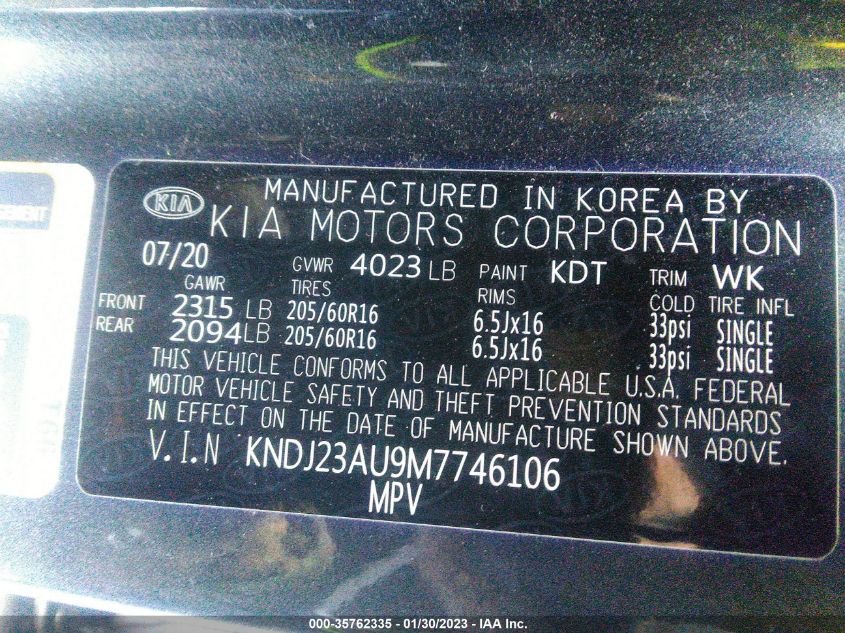 EMENT
KIA
MANUFACTURED IN KOREA BY
KIA MOTORS CORPORATION
07/20 GVWR 4023 LB PAINT KDT TRIM WK
GAWR TIRES RIMS COLD TIRE INFL
FRONT 2315 LB 205/60R16 6.5Jx16 33psi SINGLE
REAR 2094 LB 205/60R16 6.5Jx16 33psi SINGLE
THIS VEHICLE CONFORMS TO ALL APPLICABLE U.S.A. FEDERAL
MOTOR VEHICLE SAFETY AND THEFT PREVENTION STANDARDS
IN EFFECT ON THE DATE OF MANUFACTURE SHOWN ABOVE.
V.I.N KNDJ23AU9M7746106
MPV
000-35762335 - 01/30/2023 - IAA Inc.